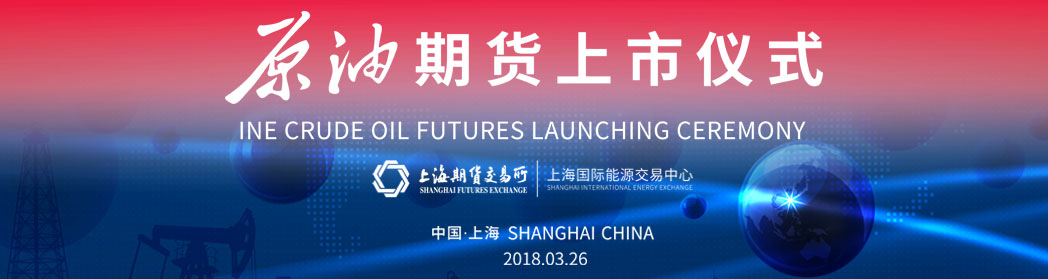 原油期货上市仪式
INE CRUDE OIL FUTURES LAUNCHING CEREMONY
上海期货交易所
SHANGHAI FUTURES EXCHANGE
上海国际能源交易中心
SHANGHAI INTERNATIONAL ENERGY EXCHANGE
中国·上海 SHANGHAI CHINA
2018.03.26